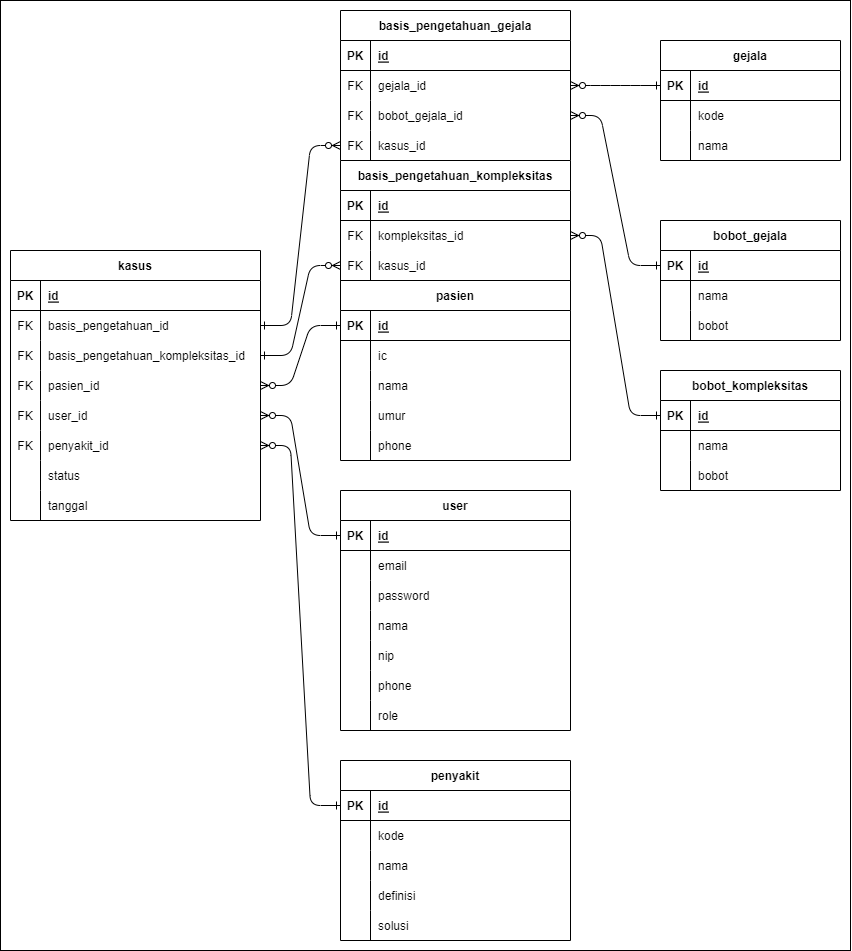 basis_pengetahuan_gejala
PK id
FK gejala_id
FK bobot_gejala_id
FK kasus_id
basis_pengetahuan_kompleksitas
PK id
FK kompleksitas_id
FK kasus_id
pasien
PK id
ic
nama
umur
phone
gejala
PK id
kode
nama
bobot_gejala
PK id
nama
bobot
bobot_kompleksitas
PK id
nama
bobot
kasus
PK id
FK basis_pengetahuan_id
FK basis_pengetahuan_kompleksitas_id
FK pasien_id
FK user_id
FK penyakit_id
status
tanggal
user
PK id
email
password
nama
nip
phone
role
penyakit
PK id
kode
nama
definisi
solusi